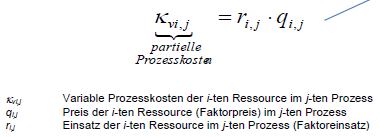 κvi,j = ri,j · qi,j
partielle
Prozesskosten
κvi,j Variable Prozesskosten der i-ten Ressource im j-ten Prozess
qi,j Preis der i-ten Ressource (Faktorpreis) im j-ten Prozess
ri,j Einsatz der i-ten Ressource im j-ten Prozess (Faktoreinsatz)